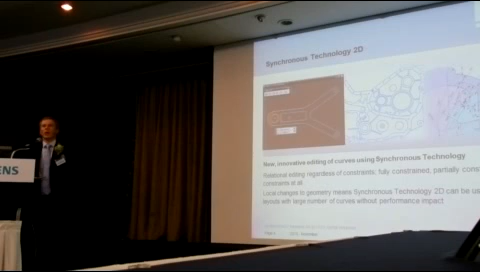 Synchronous Technology 2D
New, innovative editing of curves using Synchronous Technology
Relational editing regardless of constraints; fully constrained, partially
constraints at all
Local changes to geometry means Synchronous Technology 2D can be
layouts with large number of curves without performance impact
ENS